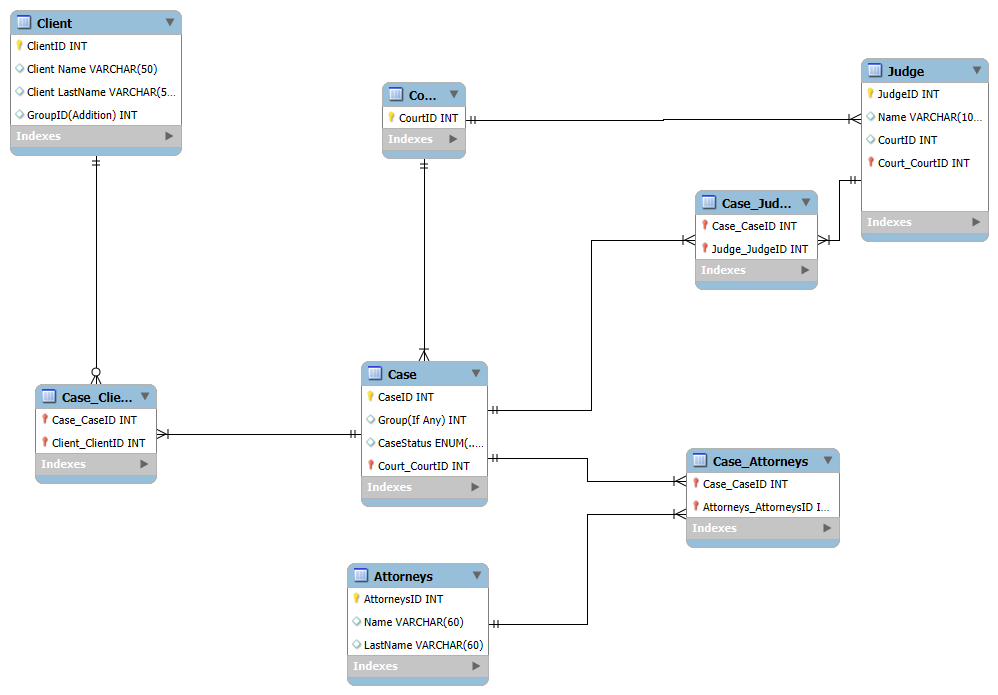 Client
ClientID INT
Client Name VARCHAR(50)
Client LastName VARCHAR(5...
GroupID(Addition) INT
Indexes
Co...
CourtID INT
Indexes
Judge
JudgeID INT
Name VARCHAR(10...
CourtID INT
Court_CourtID INT
Indexes
Case_Jud...
Case_CaseID INT
Judge_JudgeID INT
Indexes
Case_Clie...
Case_CaseID INT
Client_ClientID INT
Indexes
Case
CaseID INT
Group(If Any) INT
CaseStatus ENUM(...
Court_CourtID INT
Indexes
Case_Attorneys
Case_CaseID INT
Attorneys_AttorneysID I...
Indexes
Attorneys
AttorneysID INT
Name VARCHAR(60)
LastName VARCHAR(60)
Indexes